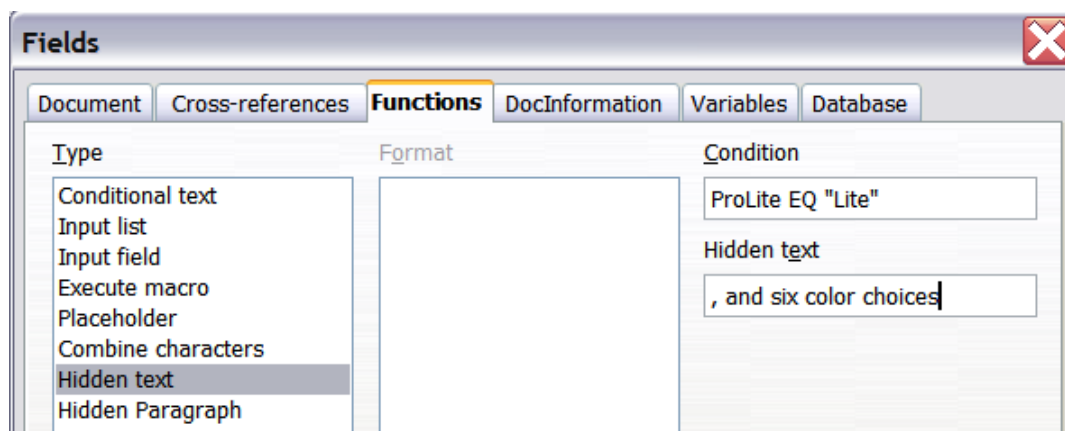 Fields
Document Cross-references Functions DocInformation Variables Database
Type Format Condition
Conditional text
Input list
Input field
Execute macro
Placeholder
Combine characters
Hidden text
Hidden Paragraph
ProLite EQ "Lite"
Hidden text
, and six color choices